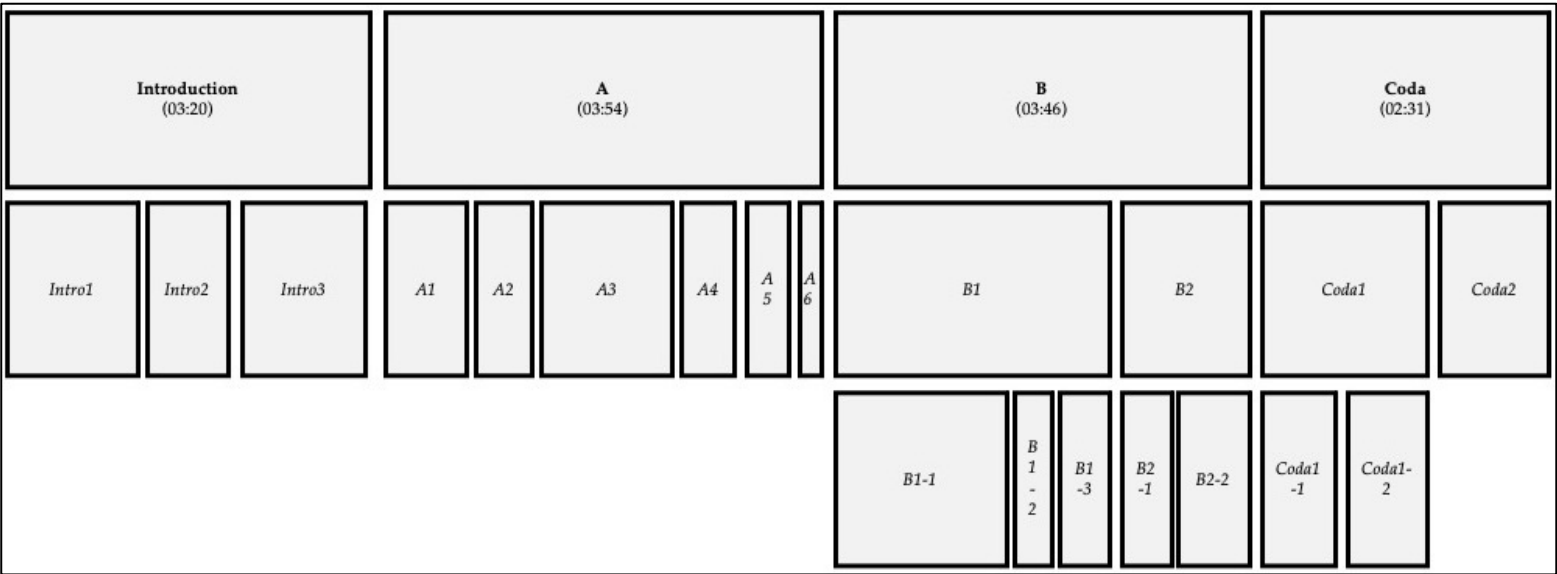 Introduction
(03:20)
A
(03:54)
B
(03:46)
Coda
(02:31)
Intro1
Intro2
Intro3
A1
A2
A3
A4
A
5
A
6
B1
B2
Coda1
Coda2
B1-1
B
1
-
2
B1
-3
B2
-1
B2-2
Coda1
-1
Coda1-
2